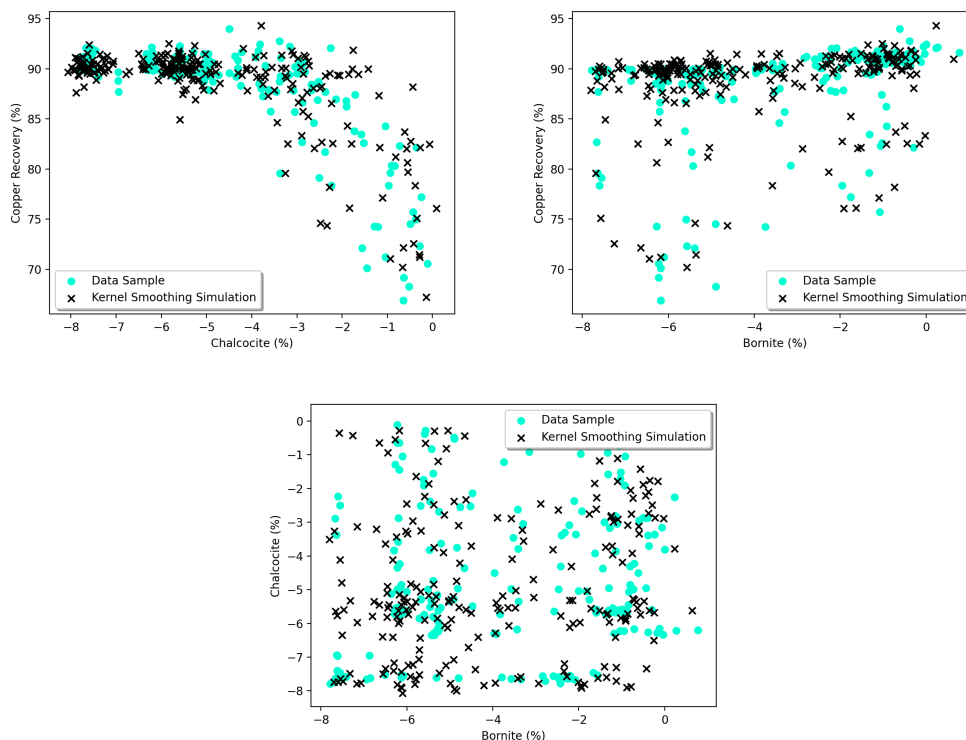 95
90
85
80
75
70
Copper Recovery (%)
Data Sample
Kernel Smoothing Simulation
−8 −7 −6 −5 −4 −3 −2 −1 0
Chalcocite (%)
95
90
85
80
75
70
Copper Recovery (%)
Data Sample
Kernel Smoothing Simulation
−8 −6 −4 −2 0
Bornite (%)
0
−1
−2
−3
−4
−5
−6
−7
−8
Chalcocite (%)
Data Sample
Kernel Smoothing Simulation
−8 −6 −4 −2 0
Bornite (%)